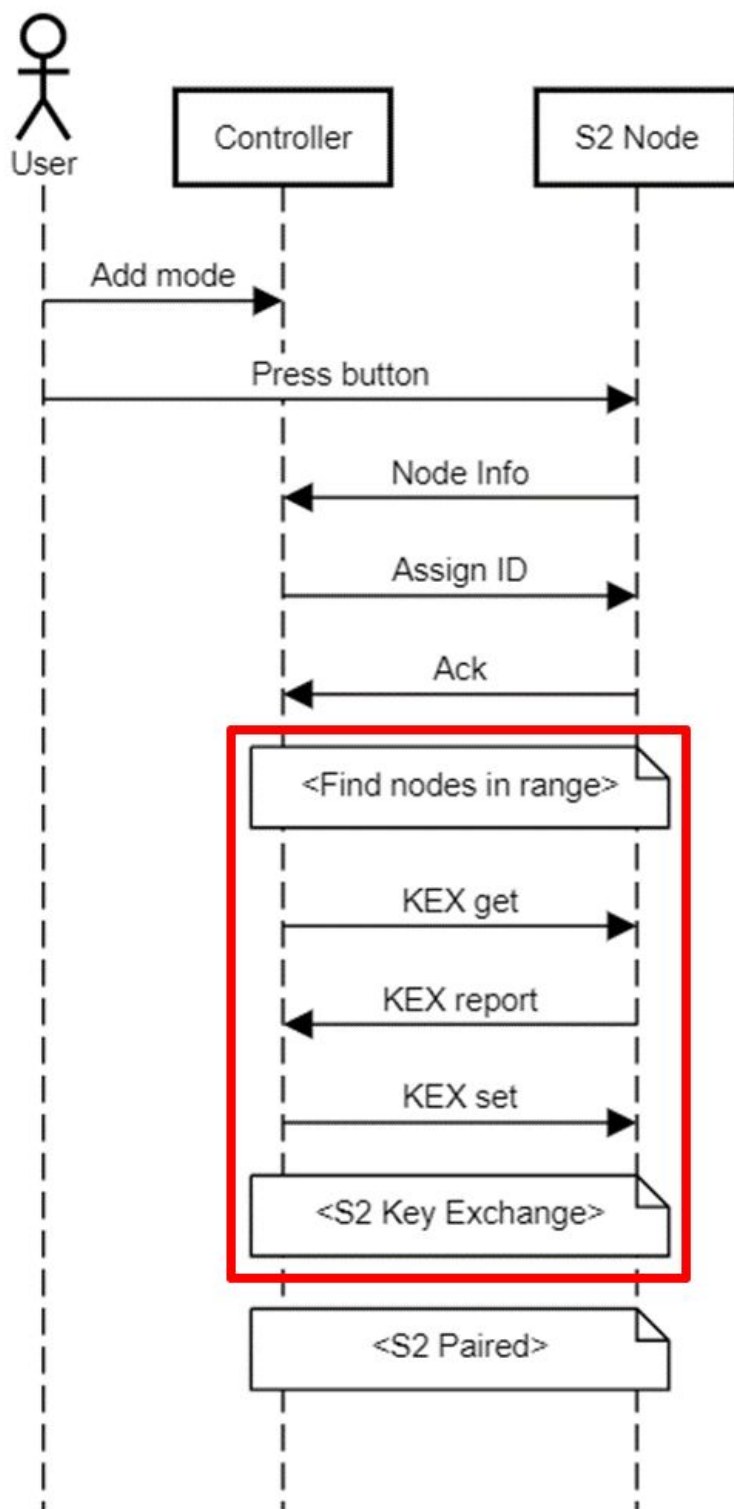 User
Controller
S2 Node
Add mode
Press button
Node Info
Assign ID
Ack
<Find nodes in range>
KEX get
KEX report
KEX set
<S2 Key Exchange>
<S2 Paired>